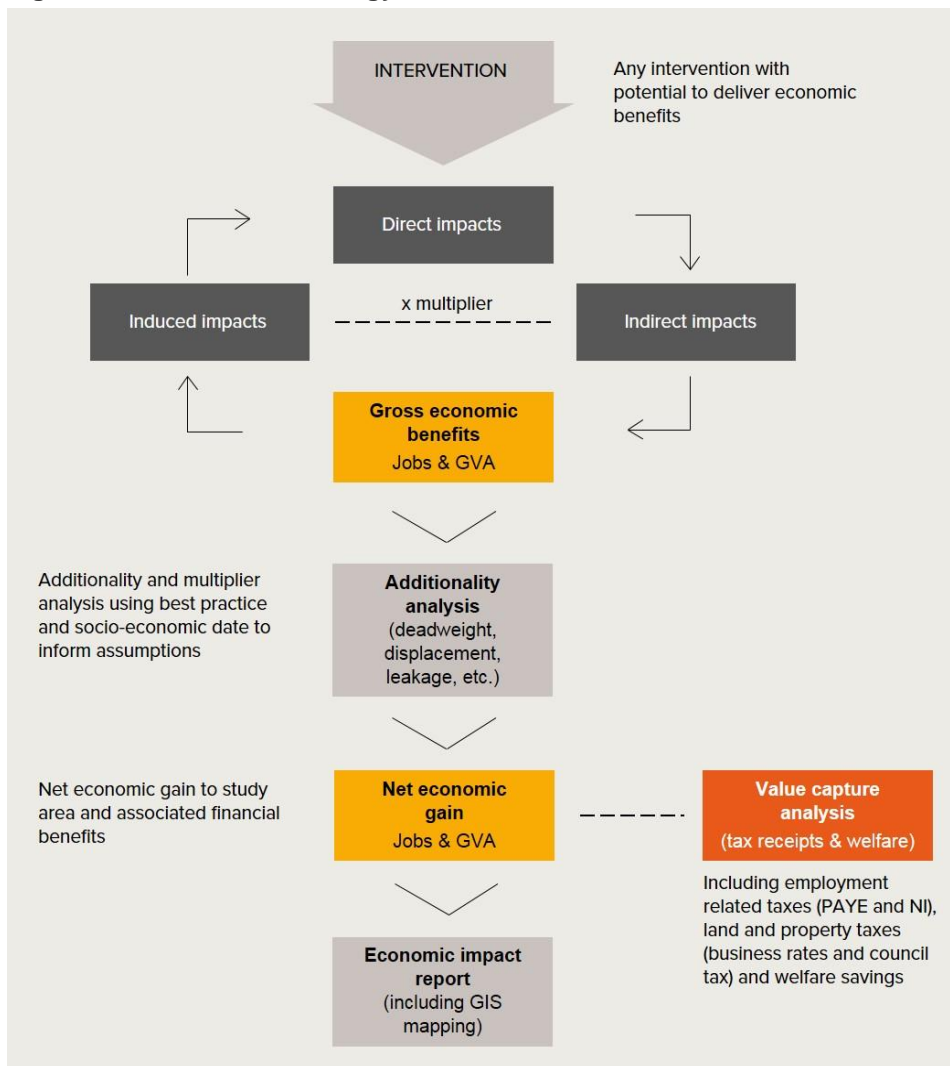 INTERVENTION
Any intervention with
potential to deliver economic
benefits
Direct impacts
Induced impacts
x multiplier
Indirect impacts
Gross economic
benefits
Jobs & GVA
Additionality and multiplier
analysis using best practice
and socio-economic date to
inform assumptions
Additionality
analysis
(deadweight,
displacement,
leakage, etc.)
Net economic gain to study
area and associated financial
benefits
Net economic
gain
Jobs & GVA
Value capture
analysis
(tax receipts & welfare)
Including employment
related taxes (PAYE and NI),
land and property taxes
(business rates and council
tax) and welfare savings
Economic impact
report
(including GIS
mapping)